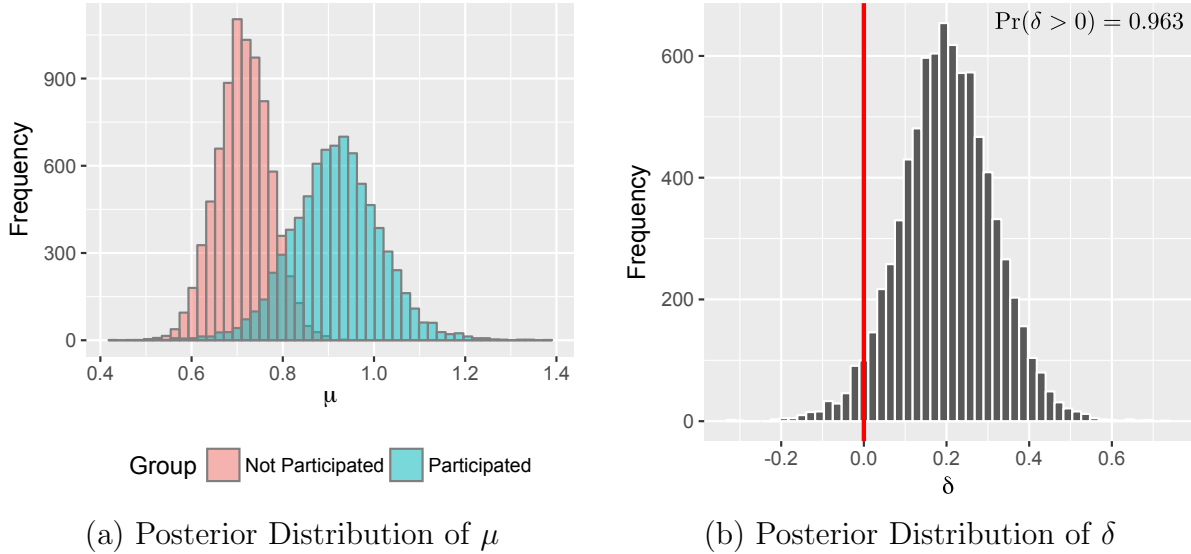 Frequency
900
600
300
0
0.4 0.6 0.8 1.0 1.2 1.4
μ
Group Not Participated Participated
(a) Posterior Distribution of μ
Pr(δ > 0) = 0.963
Frequency
600
400
200
0
-0.2 0.0 0.2 0.4 0.6
δ
(b) Posterior Distribution of δ